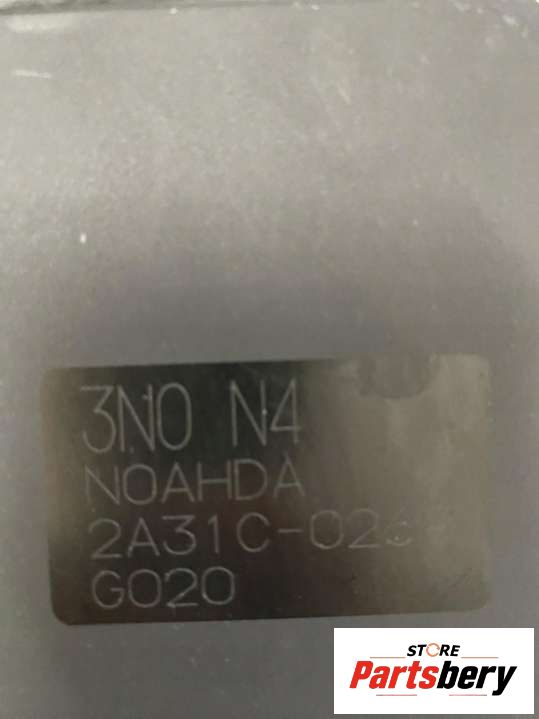 3N0 N4
N0AHDA
G020
STORE
Partsbery